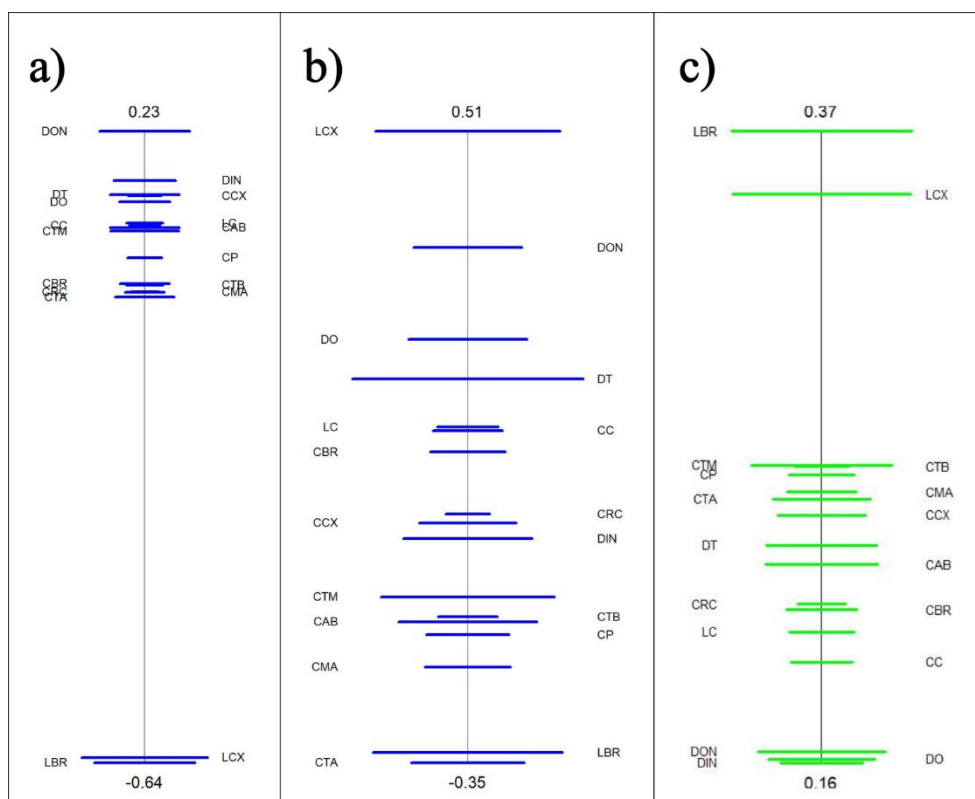 a)
0.23
DON
DIN
DT
CCX
DO
LC
CC
CAB
CTM
CP
CBR
CTB
CRC
CMA
CTA
LCX
LBR
-0.64
b)
0.51
LCX
DON
DO
DT
LC
CC
CBR
CRC
CCX
DIN
CTM
CTB
CAB
CP
CMA
LBR
CTA
-0.35
c)
0.37
LBR
LCX
CTM
CTB
CP
CMA
CTA
CCX
DT
CAB
CRC
CBR
LC
CC
DON
DO
DIN
0.16